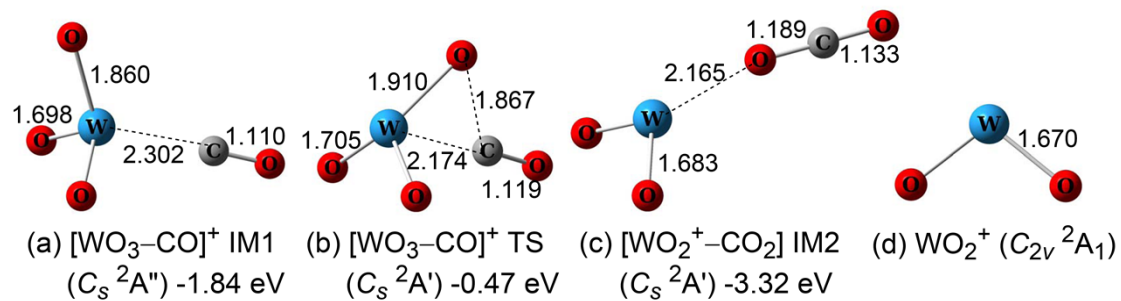 O
1.860
1.698
O
W
2.302
1.110
C
O
O
O
1.910
1.867
1.705
W
O
2.174
C
O
1.119
O
1.189
O
C
O
1.133
2.165
W
O
1.683
O
W
1.670
O
O
(a) [WO₃–CO]⁺ IM1
(Cₛ ²A") -1.84 eV
(b) [WO₃–CO]⁺ TS
(Cₛ ²A') -0.47 eV
(c) [WO₂⁺–CO₂] IM2
(Cₛ ²A') -3.32 eV
(d) WO₂⁺ (C₂ᵥ ²A₁)